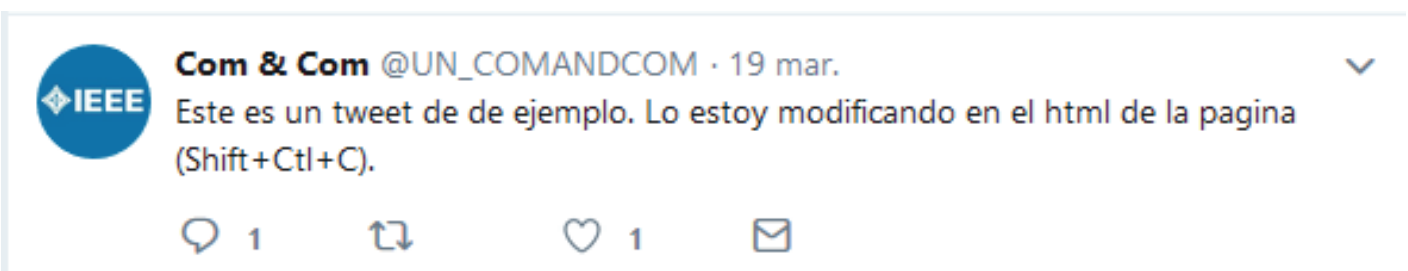 IEEE
Com & Com @UN_COMANDCOM · 19 mar.
Este es un tweet de de ejemplo. Lo estoy modificando en el html de la pagina
(Shift+Ctl+C).
1 1